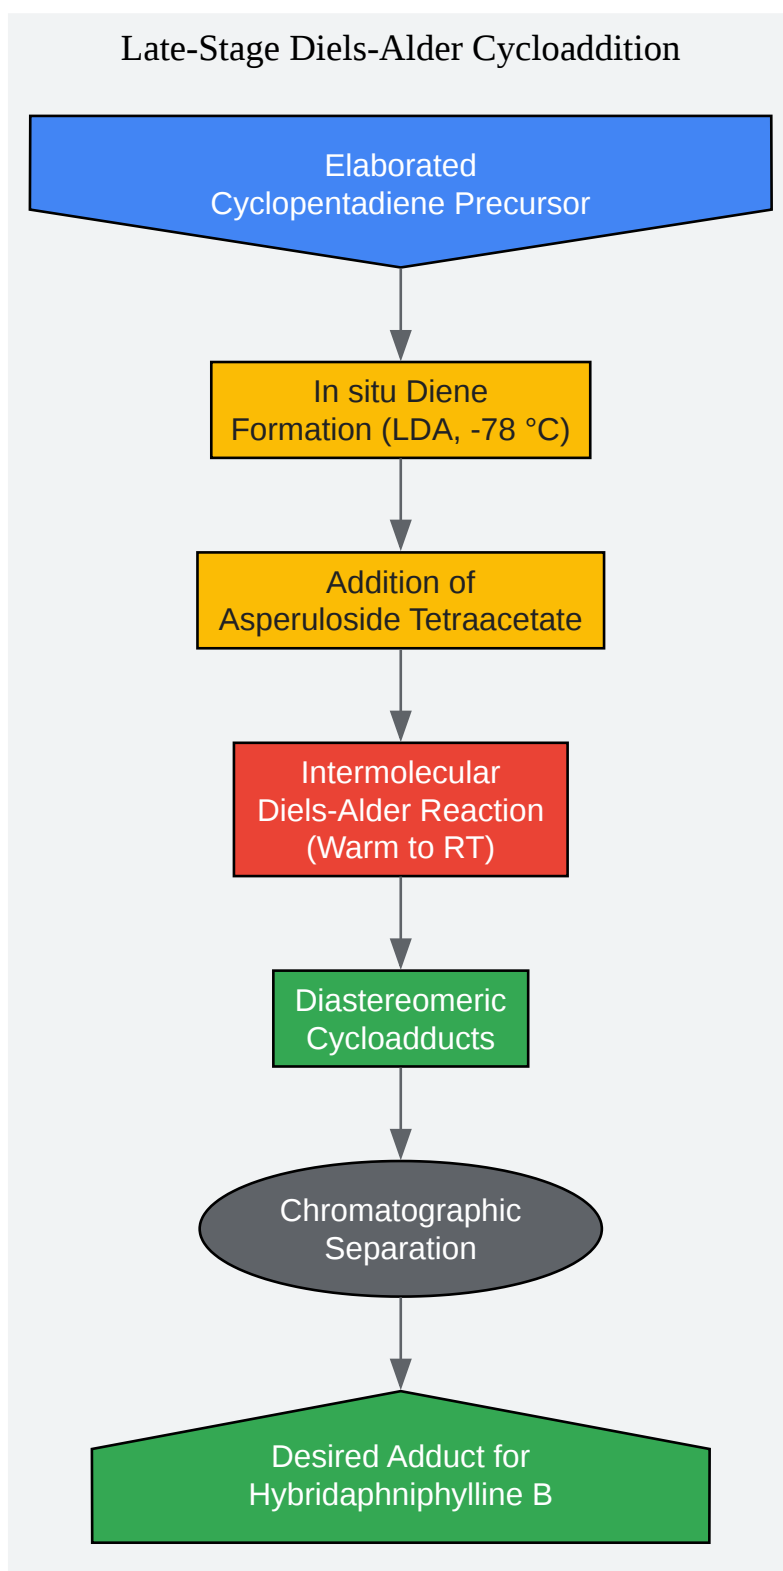 Late-Stage Diels-Alder Cycloaddition
Elaborated
Cyclopentadiene Precursor
In situ Diene
Formation (LDA, -78 °C)
Addition of
Asperuloside Tetraacetate
Intermolecular
Diels-Alder Reaction
(Warm to RT)
Diastereomeric
Cycloadducts
Chromatographic
Separation
Desired Adduct for
Hybridaphniphylline B